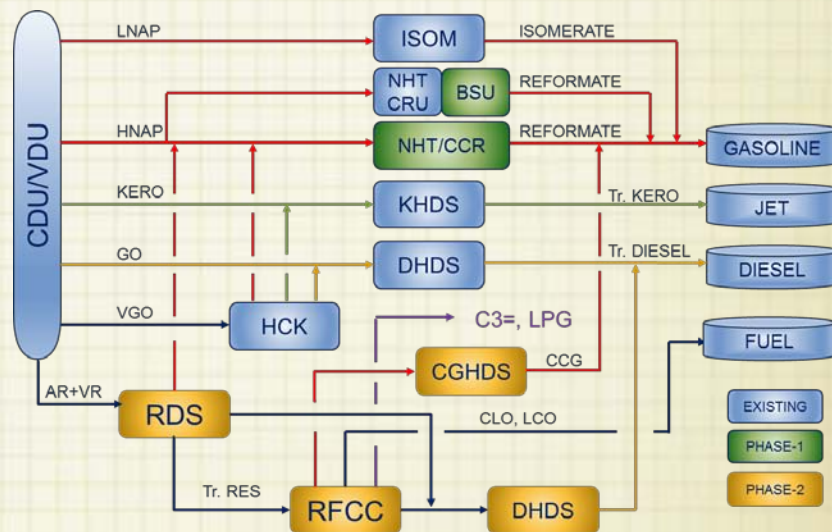 CDU/VDU
LNAP
ISOM
ISOMERATE
NHT
CRU
BSU
REFORMATE
HNAP
NHT/CCR
REFORMATE
GASOLINE
KERO
KHDS
Tr. KERO
JET
GO
DHDS
Tr. DIESEL
DIESEL
VGO
HCK
C3=, LPG
FUEL
CGHDS
CCG
AR+VR
RDS
CLO, LCO
Tr. RES
RFCC
DHDS
EXISTING
PHASE-1
PHASE-2